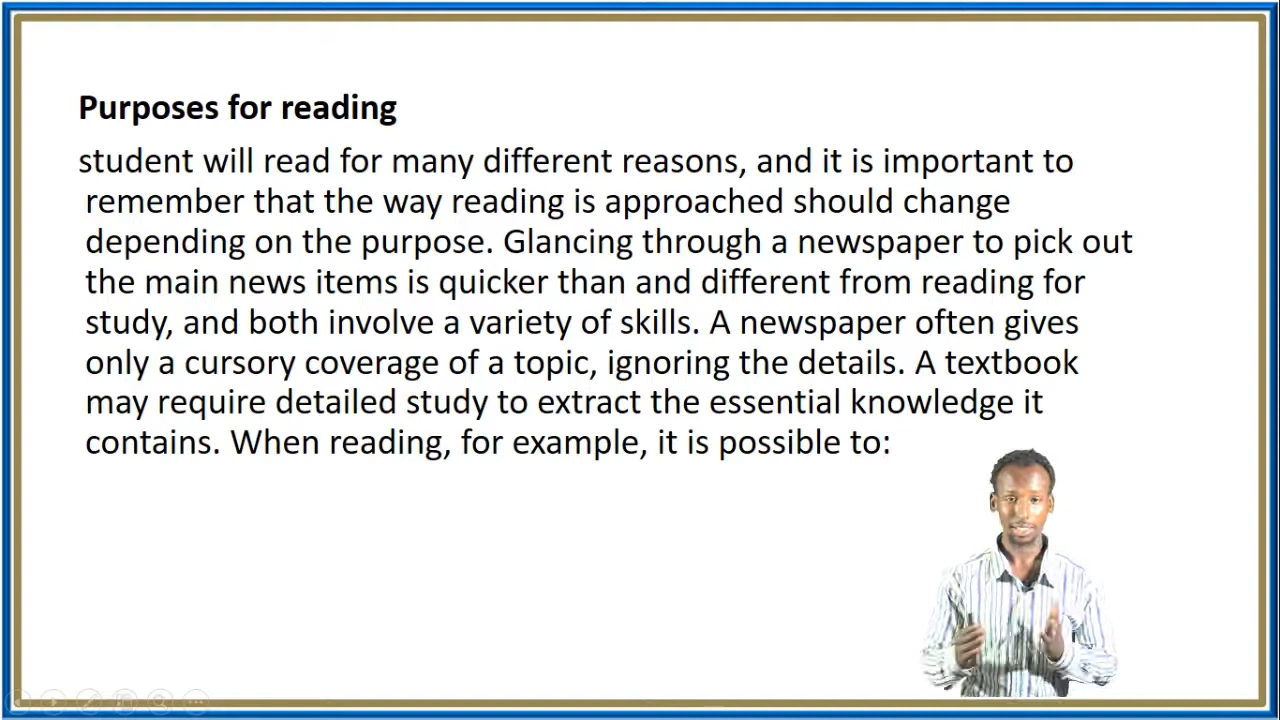 Purposes for reading
student will read for many different reasons, and it is important to
remember that the way reading is approached should change
depending on the purpose. Glancing through a newspaper to pick out
the main news items is quicker than and different from reading for
study, and both involve a variety of skills. A newspaper often gives
only a cursory coverage of a topic, ignoring the details. A textbook
may require detailed study to extract the essential knowledge it
contains. When reading, for example, it is possible to: